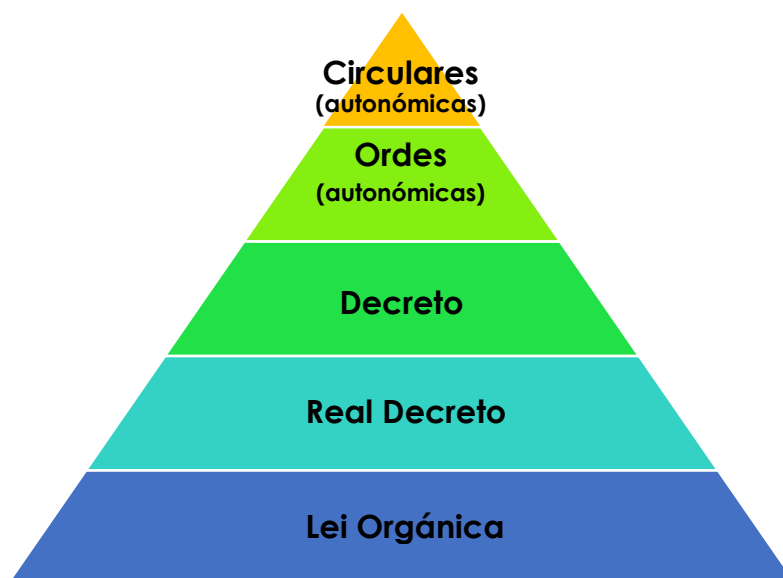 Circulares
(autonómicas)
Ordes
(autonómicas)
Decreto
Real Decreto
Lei Orgánica